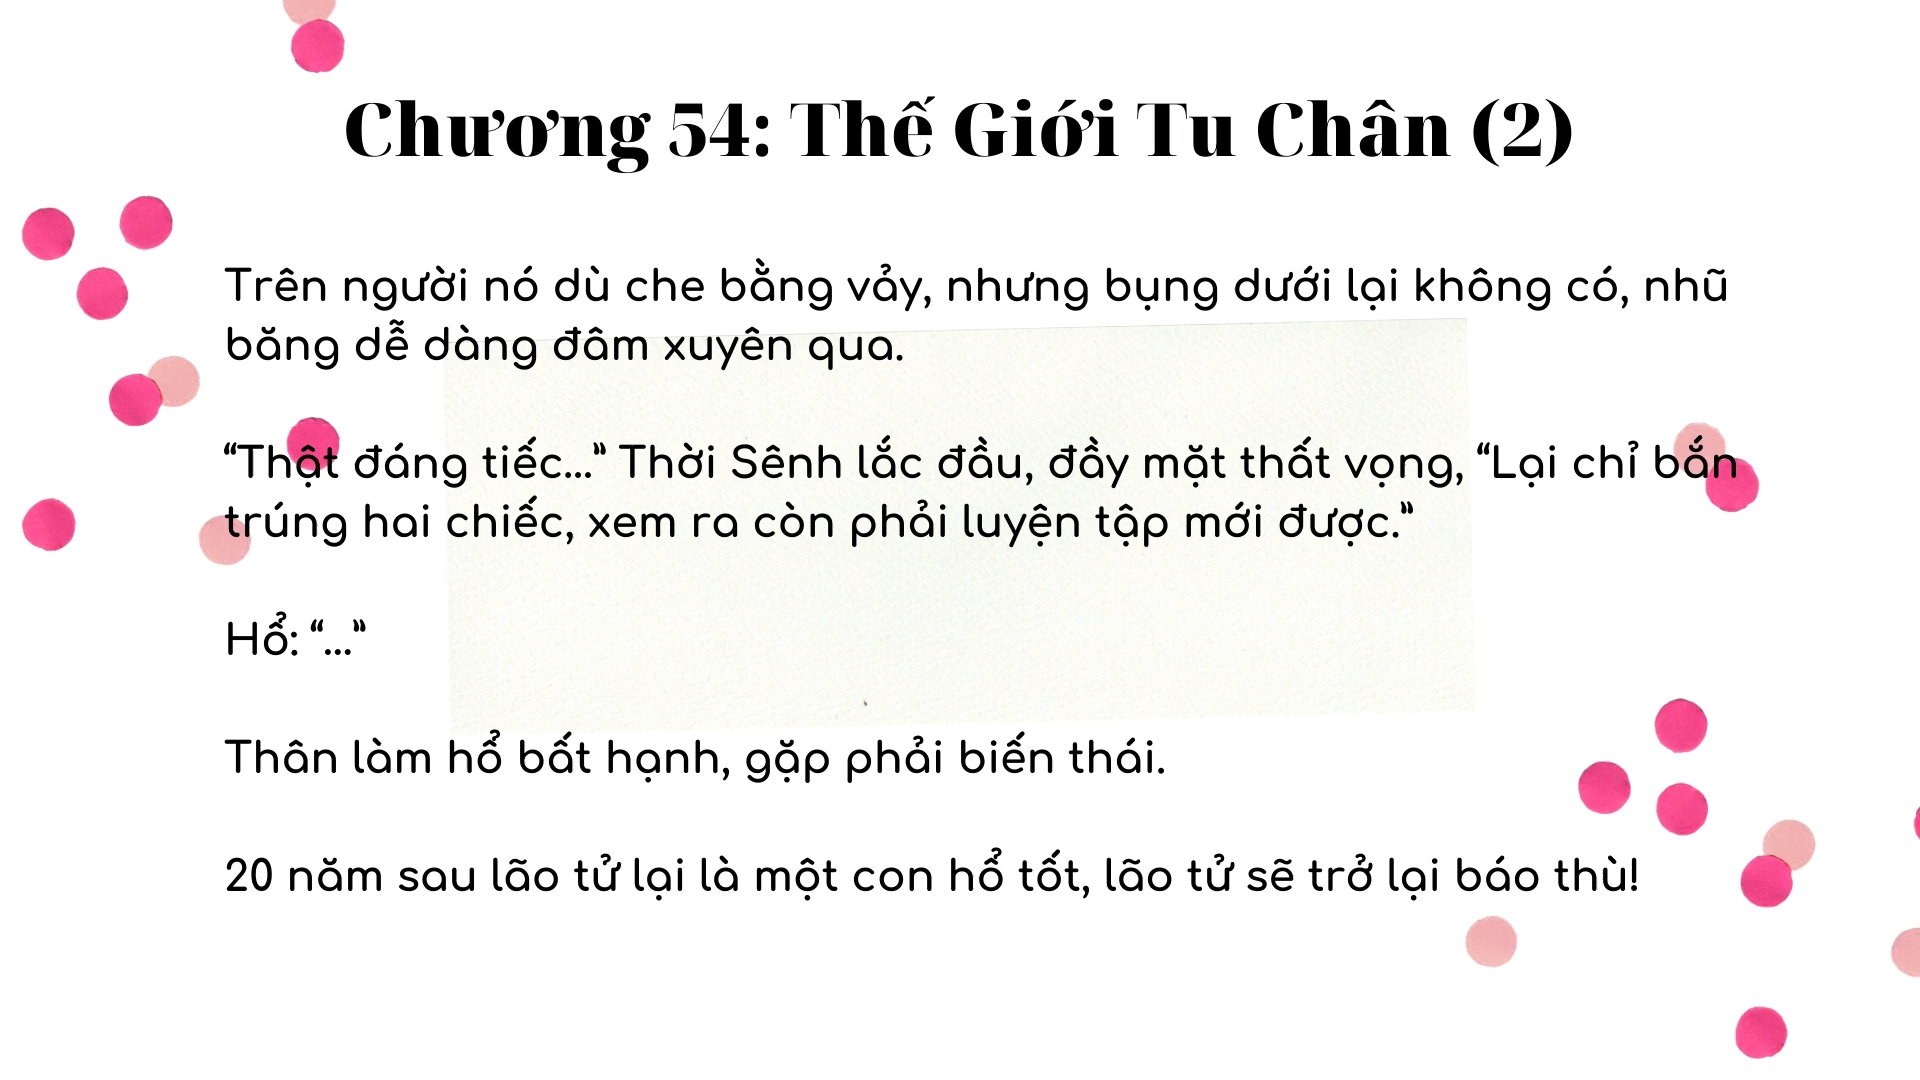 Chương 54: Thế Giới Tu Chân (2)
Trên người nó dù che bằng vảy, nhưng bụng dưới lại không có, nhũ
băng dễ dàng đâm xuyên qua.
“Thật đáng tiếc...” Thời Sênh lắc đầu, đầy mặt thất vọng, “Lại chỉ bắn
trúng hai chiếc, xem ra còn phải luyện tập mới được.”
Hổ: “...”
Thân làm hổ bất hạnh, gặp phải biến thái.
20 năm sau lão tử lại là một con hổ tốt, lão tử sẽ trở lại báo thù!